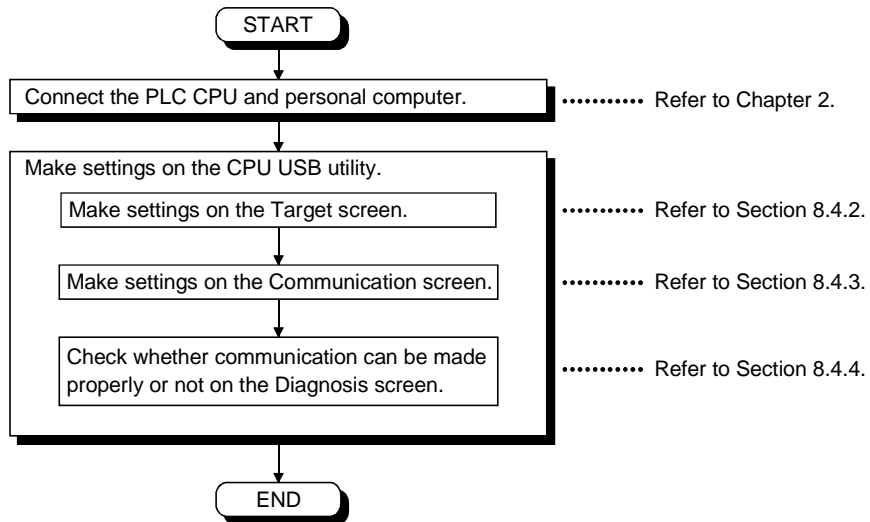 START
Connect the PLC CPU and personal computer.
Refer to Chapter 2.
Make settings on the CPU USB utility.
Make settings on the Target screen.
Refer to Section 8.4.2.
Make settings on the Communication screen.
Refer to Section 8.4.3.
Check whether communication can be made
properly or not on the Diagnosis screen.
Refer to Section 8.4.4.
END